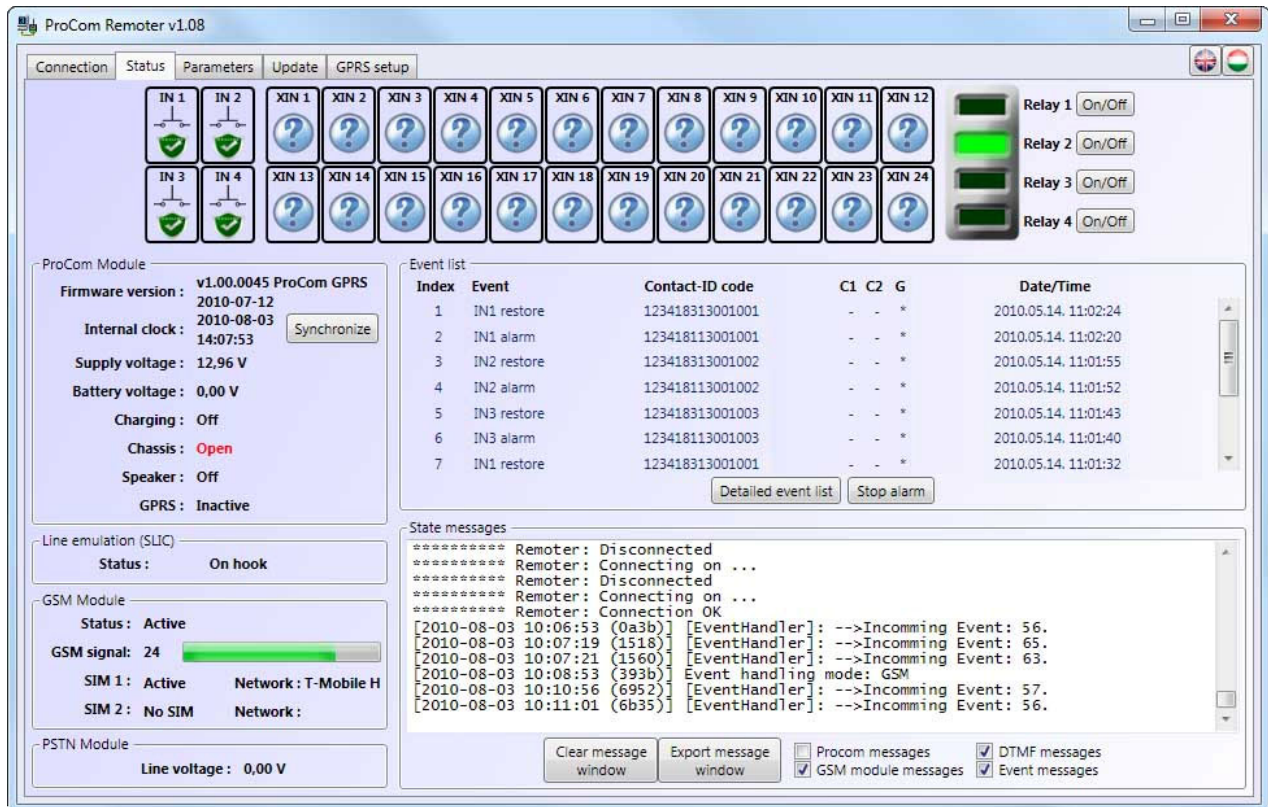 ProCom Remoter v1.08
Connection Status Parameters Update GPRS setup
IN 1 IN 2 XIN 1 XIN 2 XIN 3 XIN 4 XIN 5 XIN 6 XIN 7 XIN 8 XIN 9 XIN 10 XIN 11 XIN 12
IN 3 IN 4 XIN 13 XIN 14 XIN 15 XIN 16 XIN 17 XIN 18 XIN 19 XIN 20 XIN 21 XIN 22 XIN 23 XIN 24
Relay 1 On/Off
Relay 2 On/Off
Relay 3 On/Off
Relay 4 On/Off
ProCom Module
Firmware version : v1.00.0045 ProCom GPRS
2010-07-12
Internal clock : 2010-08-03
14:07:53
Synchronize
Supply voltage : 12,96 V
Battery voltage : 0,00 V
Charging : Off
Chassis : Open
Speaker : Off
GPRS : Inactive
Line emulation (SLIC)
Status : On hook
GSM Module
Status : Active
GSM signal: 24
SIM 1 : Active Network : T-Mobile H
SIM 2 : No SIM Network :
PSTN Module
Line voltage : 0,00 V
Event list
Index Event Contact-ID code C1 C2 G Date/Time
1 IN1 restore 123418313001001 - - * 2010.05.14. 11:02:24
2 IN1 alarm 123418113001001 - - * 2010.05.14. 11:02:20
3 IN2 restore 123418313001002 - - * 2010.05.14. 11:01:55
4 IN2 alarm 123418113001002 - - * 2010.05.14. 11:01:52
5 IN3 restore 123418313001003 - - * 2010.05.14. 11:01:43
6 IN3 alarm 123418113001003 - - * 2010.05.14. 11:01:40
7 IN1 restore 123418313001001 - - * 2010.05.14. 11:01:32
Detailed event list Stop alarm
State messages
********** Remoter: Disconnected
********** Remoter: Connecting on ...
********** Remoter: Disconnected
********** Remoter: Connecting on ...
********** Remoter: Connection OK
[2010-08-03 10:06:53 (0a3b)] [EventHandler]: -->Incomming Event: 56.
[2010-08-03 10:07:19 (1518)] [EventHandler]: -->Incomming Event: 65.
[2010-08-03 10:07:21 (1560)] [EventHandler]: -->Incomming Event: 63.
[2010-08-03 10:08:53 (393b)] Event handling mode: GSM
[2010-08-03 10:10:56 (6952)] [EventHandler]: -->Incomming Event: 57.
[2010-08-03 10:11:01 (6b35)] [EventHandler]: -->Incomming Event: 56.
Clear message window
Export message window
Procom messages DTMF messages
GSM module messages Event messages